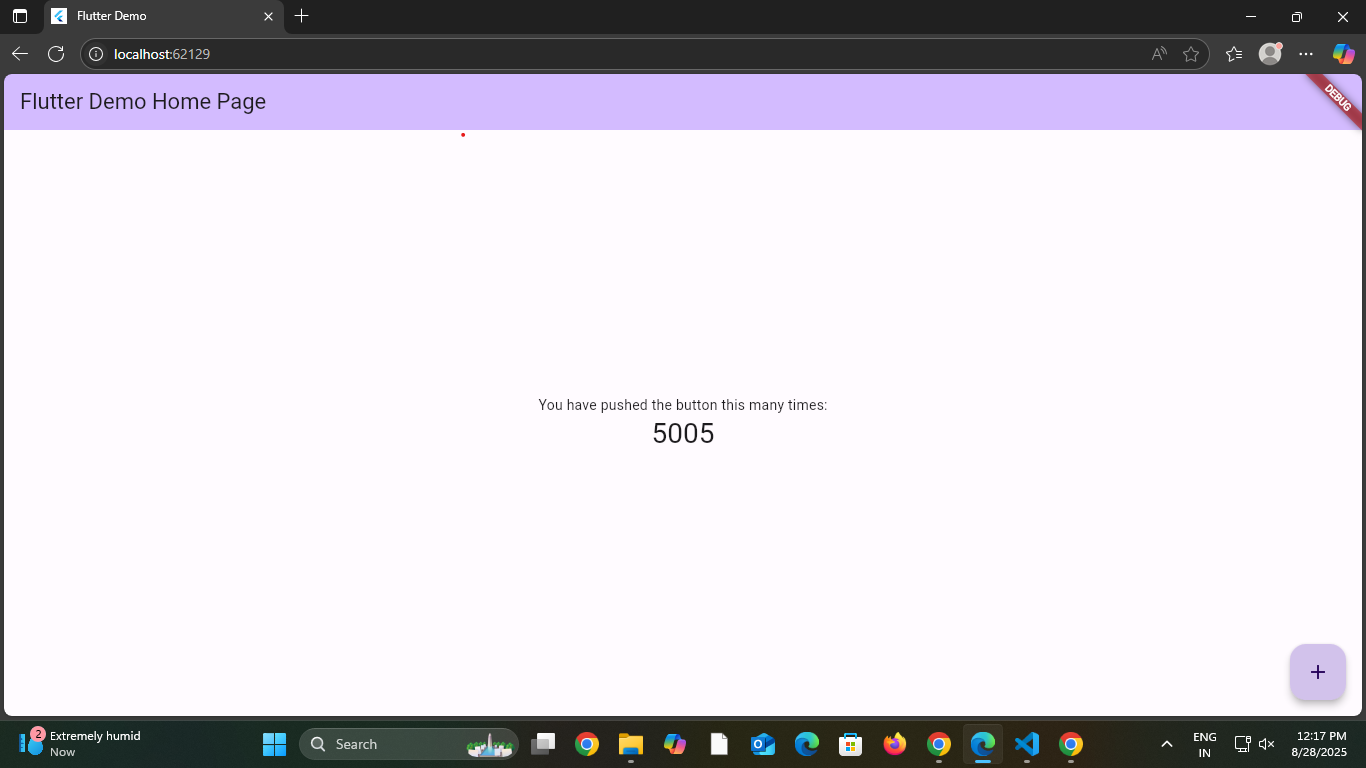 Flutter Demo
localhost:62129
Flutter Demo Home Page
DEBUG
You have pushed the button this many times:
5005
+
2
Extremely humid
Now
Search
ENG
IN
12:17 PM
8/28/2025